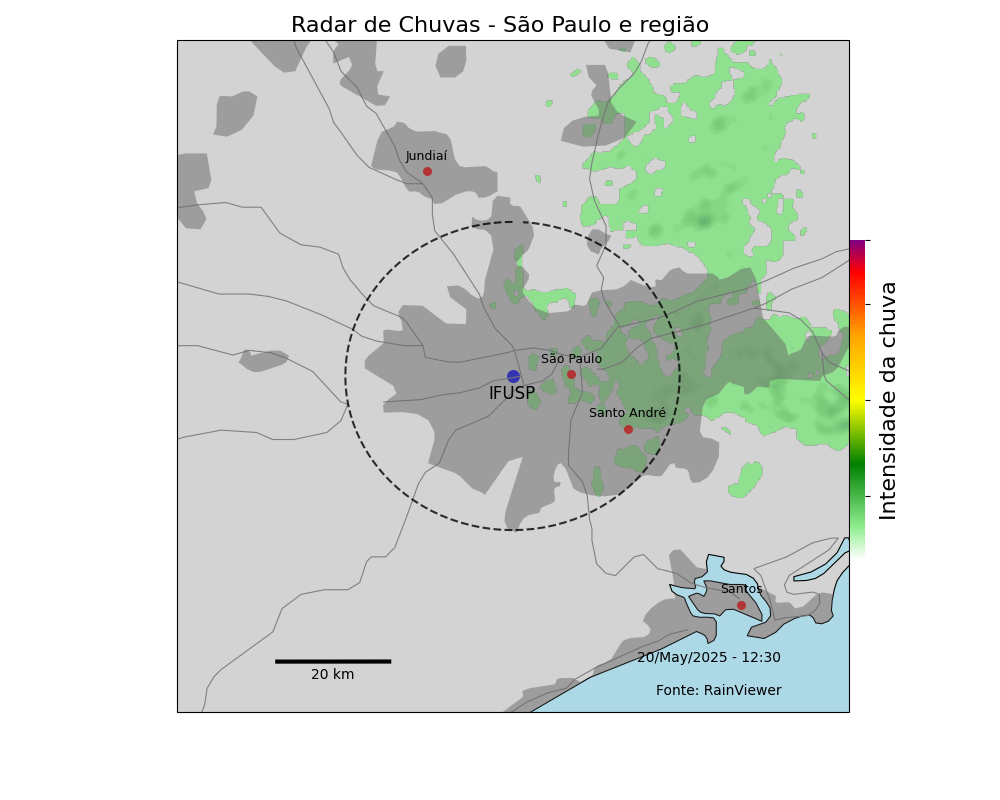 Radar de Chuvas - São Paulo e região
Jundiaí
São Paulo
IFUSP
Santo André
Intensidade da chuva
Santos
20/May/2025 - 12:30
20 km
Fonte: RainViewer